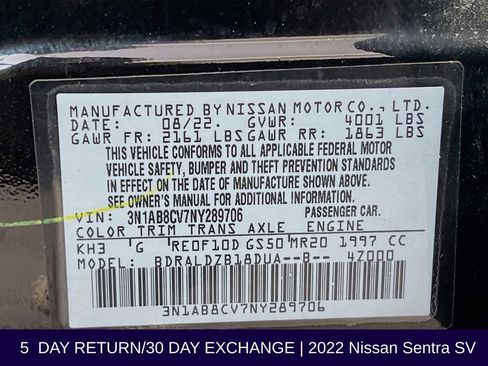 MANUFACTURED BY NISSAN MOTOR CO., LTD.
DATE: 08/22. GVWR: 4001 LBS
GAWR FR: 2161 LBS GAWR RR: 1863 LBS
THIS VEHICLE CONFORMS TO ALL APPLICABLE FEDERAL MOTOR
VEHICLE SAFETY, BUMPER AND THEFT PREVENTION STANDARDS
IN EFFECT ON THE DATE OF MANUFACTURE SHOWN ABOVE.
SEE OWNER'S MANUAL FOR ADDITIONAL INFORMATION.
VIN: 3N1AB8CV7NY289706 PASSENGER CAR.
COLOR TRIM TRANS AXLE ENGINE
KH3 G RE0F10D GS50 MR20 1997 CC
MODEL: BDRALDZB18DUA--B-- 4Z000
3N1AB8CV7NY289706
5 DAY RETURN/30 DAY EXCHANGE | 2022 Nissan Sentra SV